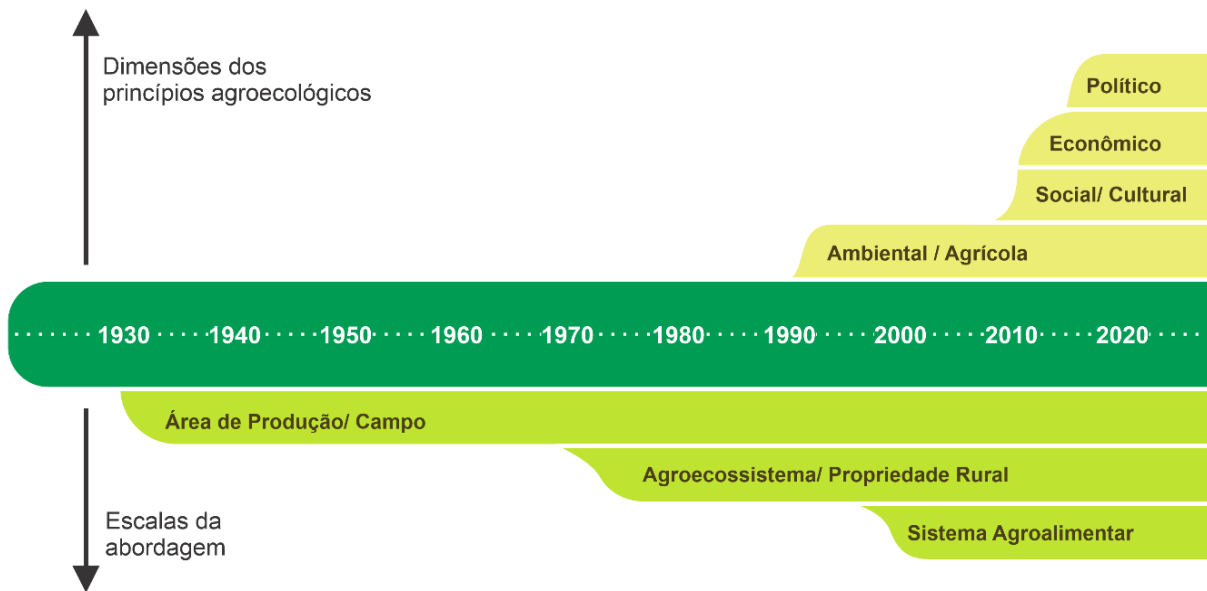 Dimensões dos
princípios agroecológicos
Político
Econômico
Social/ Cultural
Ambiental / Agrícola
1930 1940 1950 1960 1970 1980 1990 2000 2010 2020
Área de Produção/ Campo
Agroecossistema/ Propriedade Rural
Escalas da
abordagem
Sistema Agroalimentar